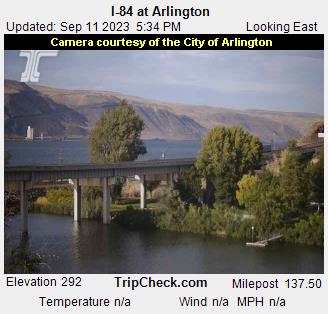 I-84 at Arlington
Updated: Sep 11 2023 5:34 PM Looking East
Camera courtesy of the City of Arlington
Elevation 292 TripCheck.com Milepost 137.50
Temperature n/a Wind n/a MPH n/a